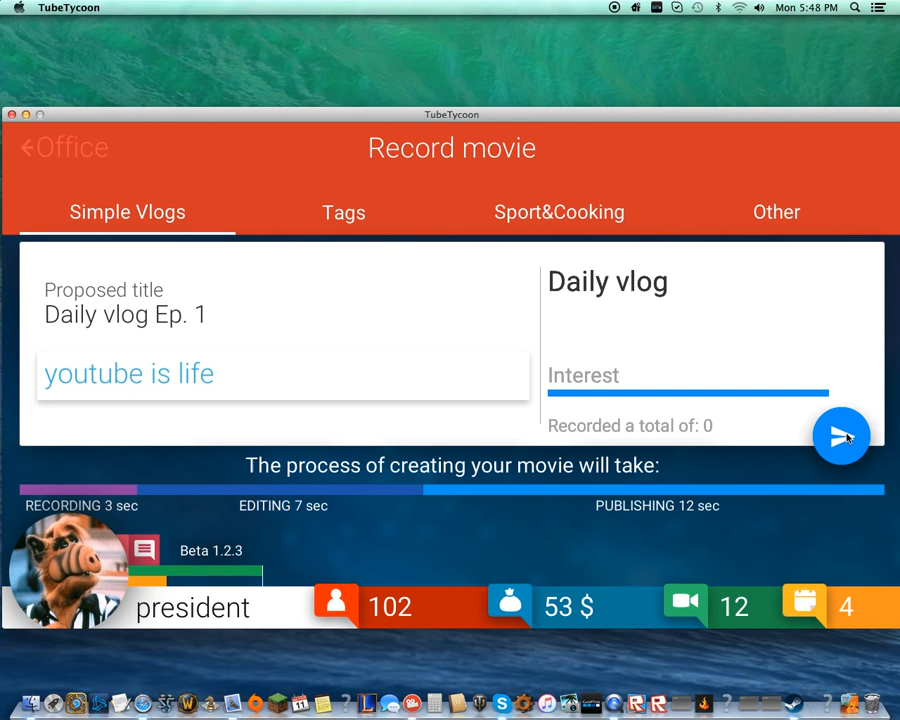 TubeTycoon
Mon 5:48 PM
TubeTycoon
Office
Record movie
Simple Vlogs
Tags
Sport&Cooking
Other
Proposed title
Daily vlog Ep. 1
youtube is life
Daily vlog
Interest
Recorded a total of: 0
The process of creating your movie will take:
RECORDING 3 sec
EDITING 7 sec
PUBLISHING 12 sec
Beta 1.2.3
president
102
53 $
12
4